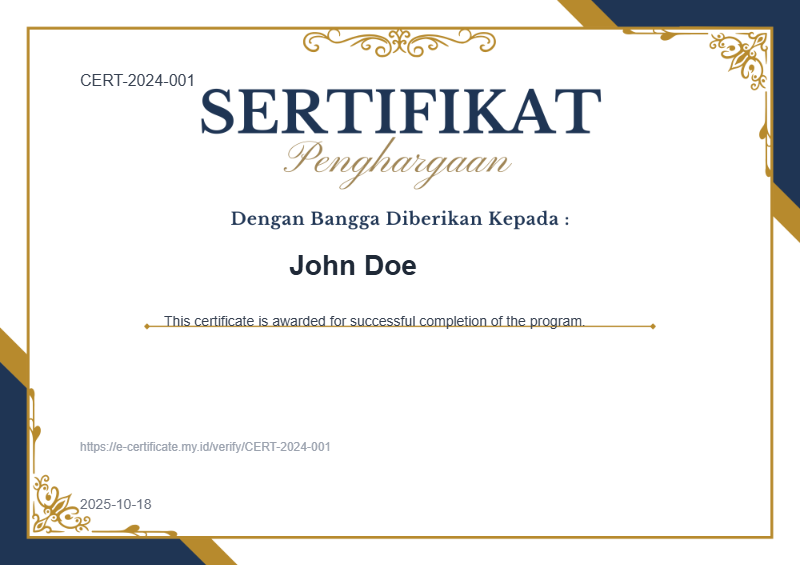 CERT-2024-001
SERTIFIKAT
Penghargaan
Dengan Bangga Diberikan Kepada :
John Doe
This certificate is awarded for successful completion of the program.
https://e-certificate.my.id/verify/CERT-2024-001
2025-10-18